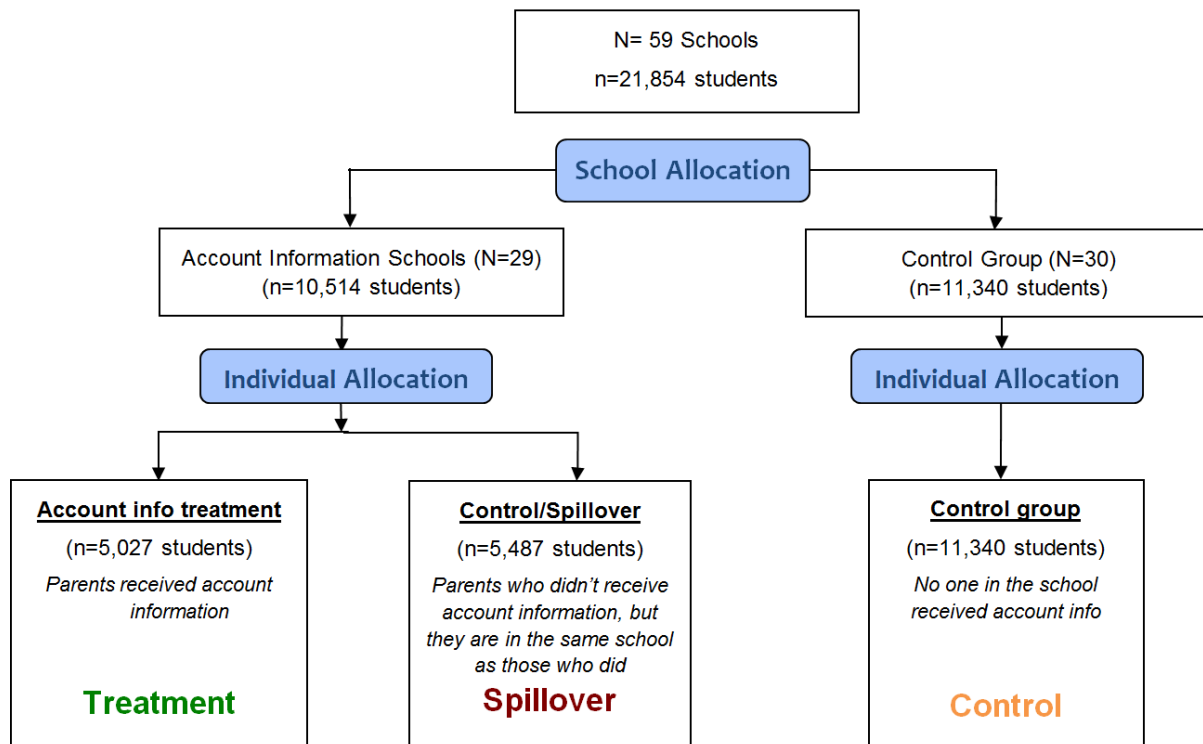 N= 59 Schools
n=21,854 students
School Allocation
Account Information Schools (N=29)
(n=10,514 students)
Control Group (N=30)
(n=11,340 students)
Individual Allocation
Individual Allocation
Account info treatment
(n=5,027 students)
Parents received account
information
Treatment
Control/Spillover
(n=5,487 students)
Parents who didn’t receive
account information, but
they are in the same school
as those who did
Spillover
Control group
(n=11,340 students)
No one in the school
received account info
Control